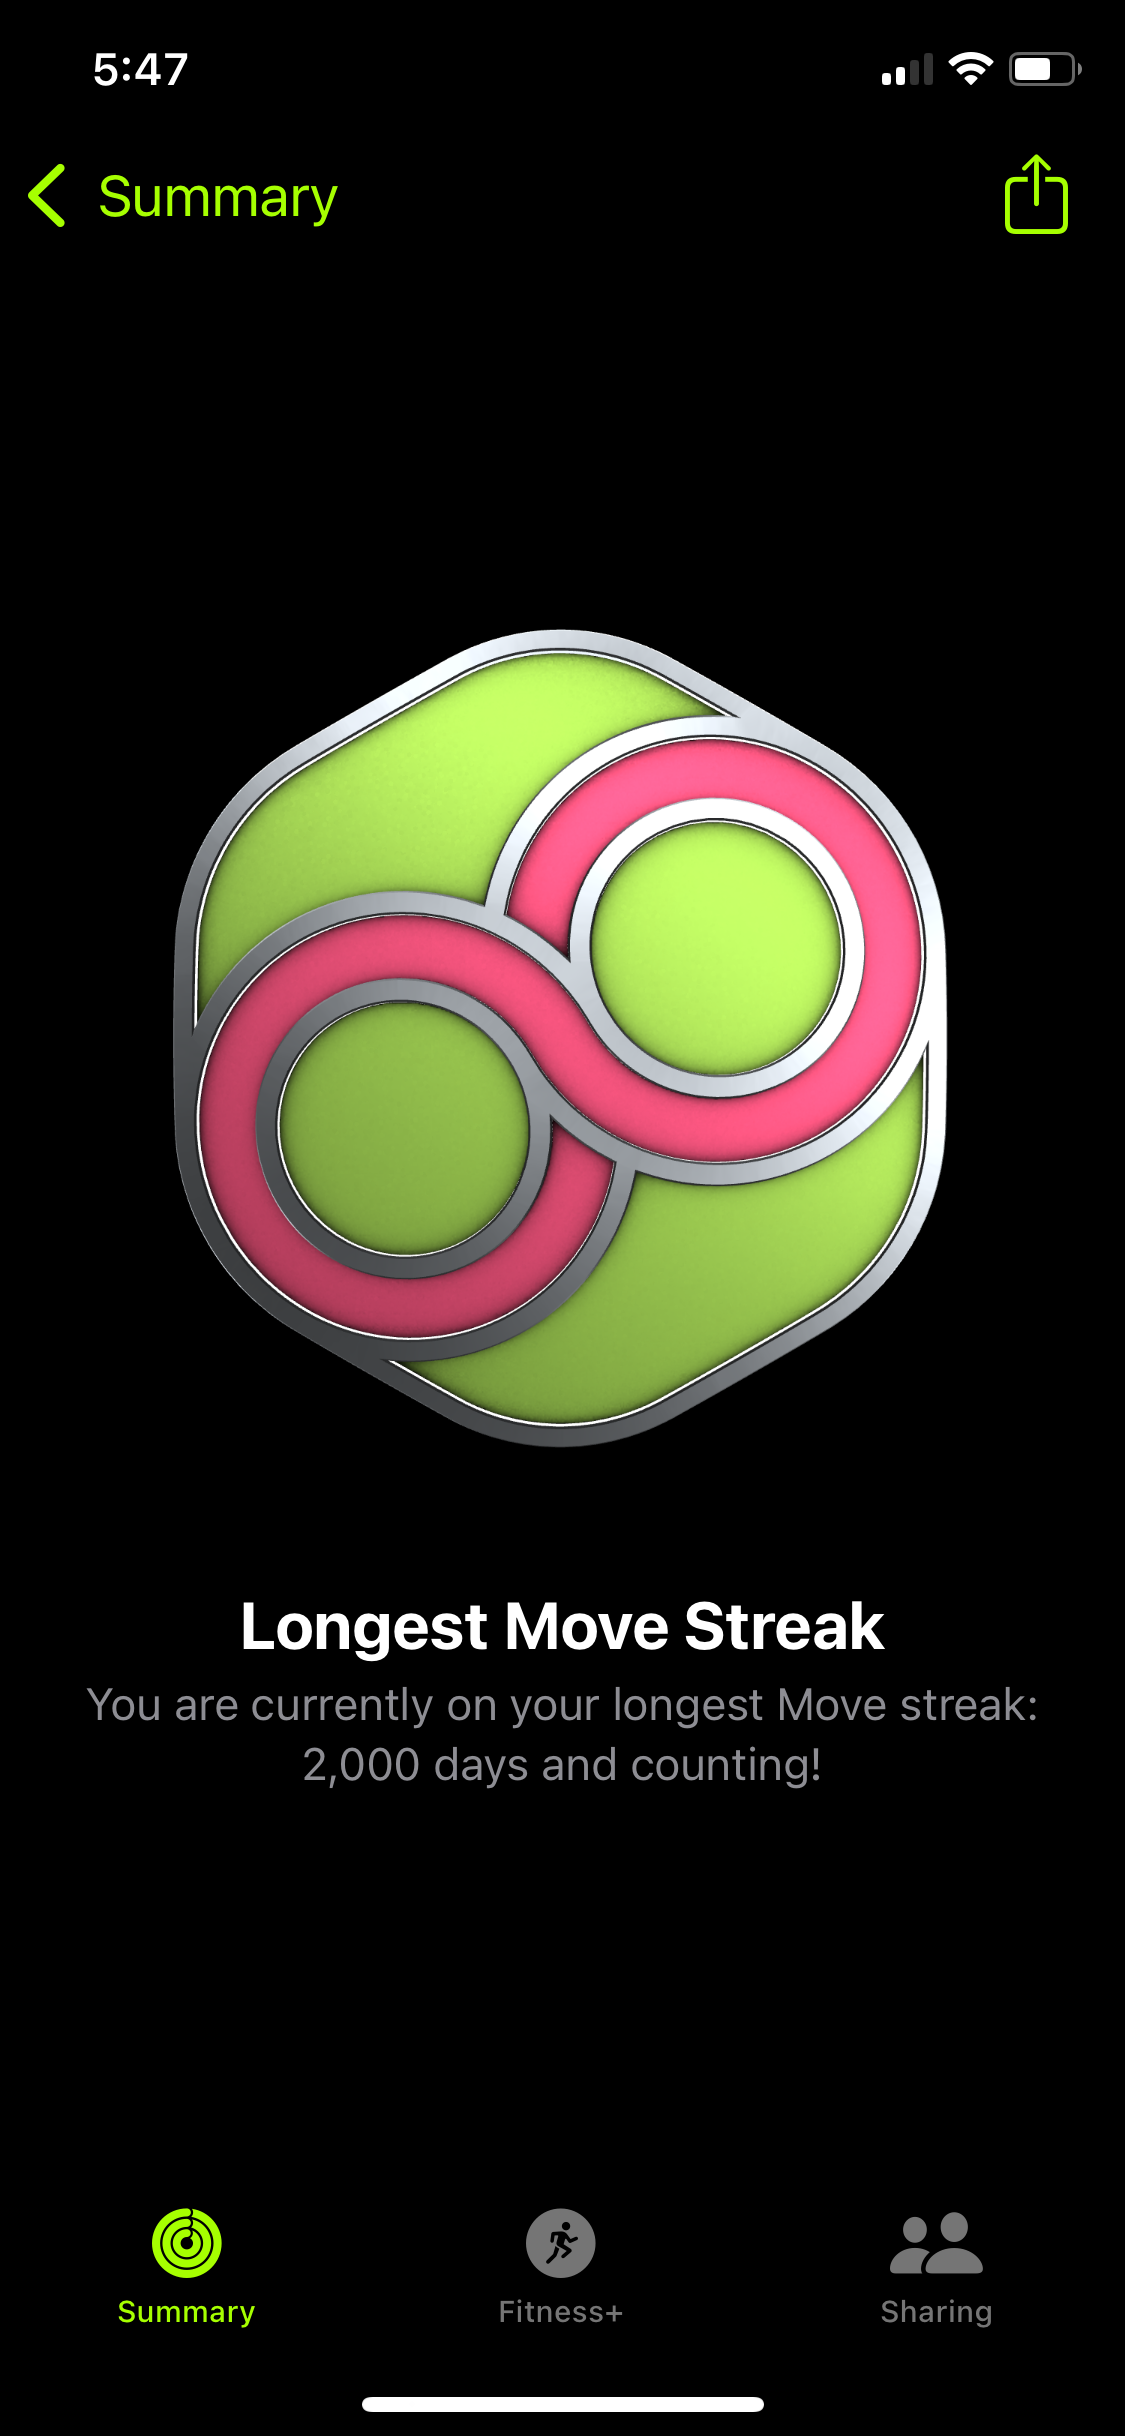 5:47
Summary
Longest Move Streak
You are currently on your longest Move streak:
2,000 days and counting!
Summary
Fitness+
Sharing